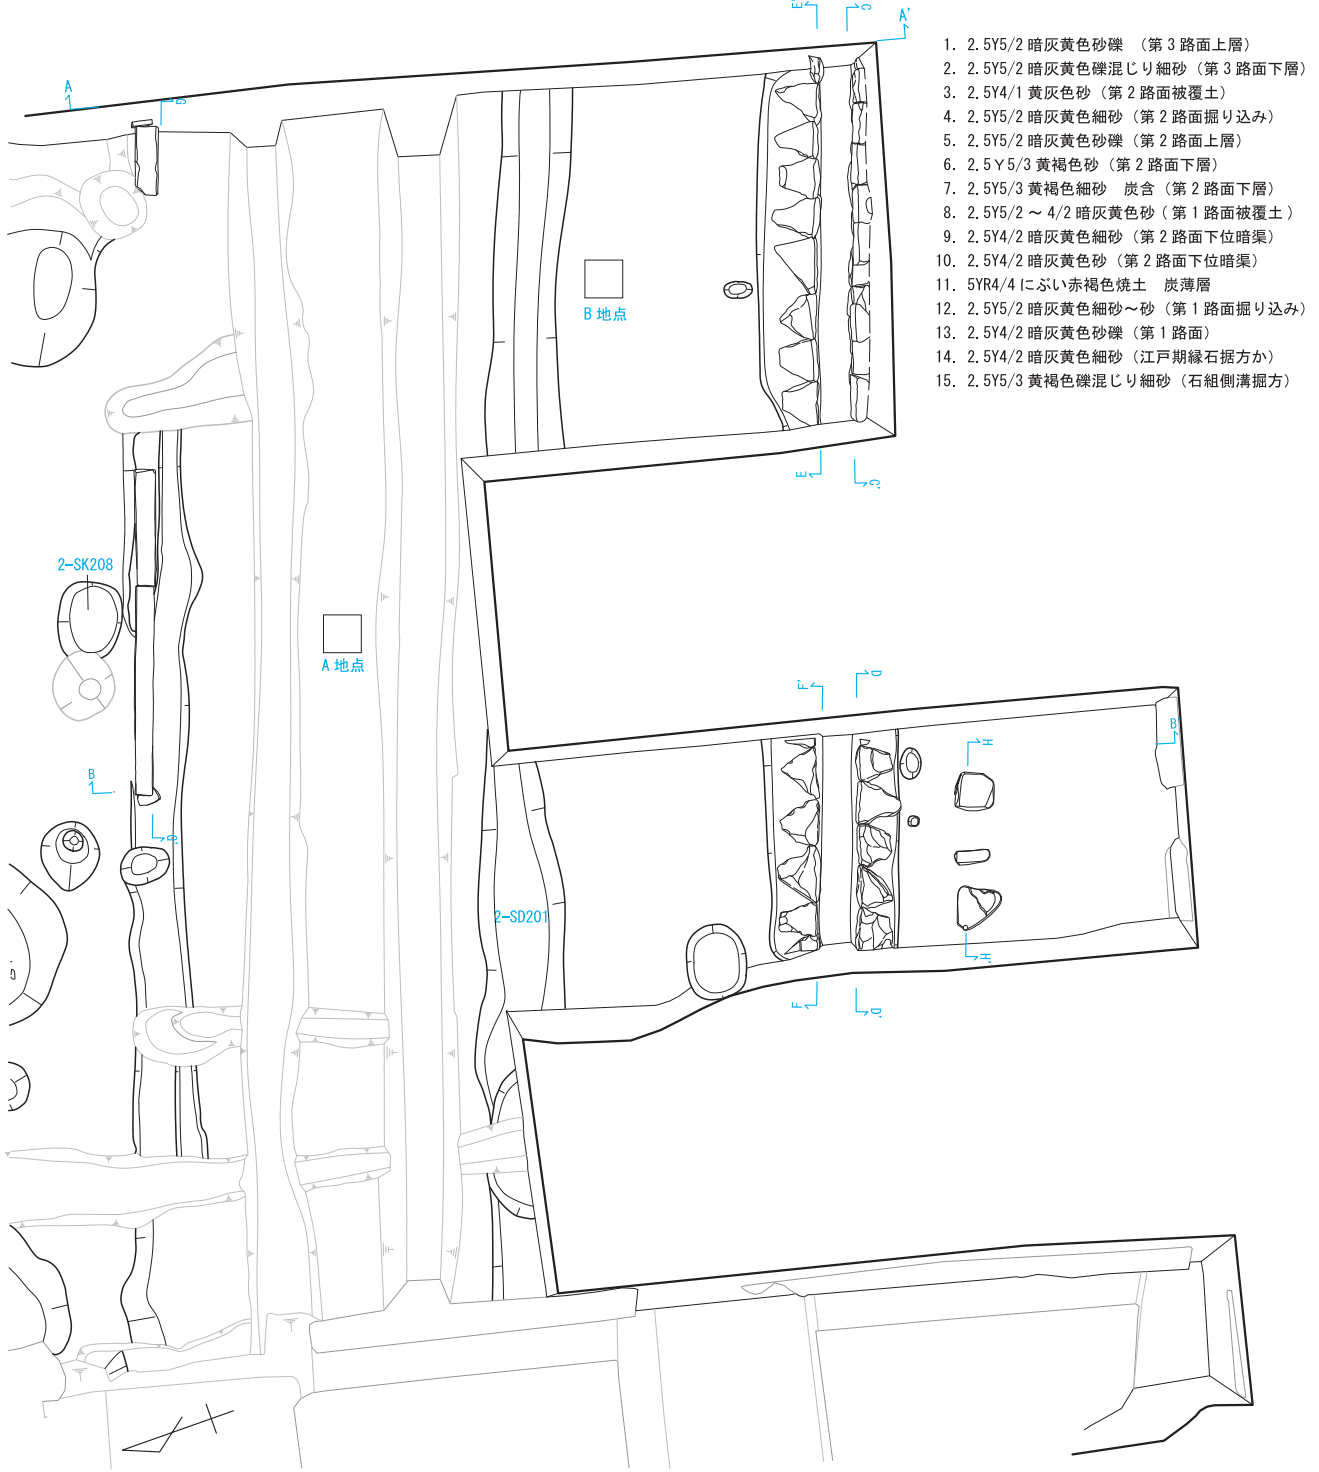 E'
C
A'
A
G
1. 2.5Y5/2 暗灰黄色砂礫 （第３路面上層）
2. 2.5Y5/2 暗灰黄色礫混じり細砂（第３路面下層）
3. 2.5Y4/1 黄灰色砂（第２路面被覆土）
4. 2.5Y5/2 暗灰黄色細砂（第２路面掘り込み）
5. 2.5Y5/2 暗灰黄色砂礫（第２路面上層）
6. 2.5Ｙ5/3 黄褐色砂（第２路面下層）
7. 2.5Y5/3 黄褐色細砂　炭含（第２路面下層）
8. 2.5Y5/2 ～ 4/2 暗灰黄色砂（第１路面被覆土）
9. 2.5Y4/2 暗灰黄色細砂（第２路面下位暗渠）
10. 2.5Y4/2 暗灰黄色砂（第２路面下位暗渠）
11. 5YR4/4 にぶい赤褐色焼土　炭薄層
12. 2.5Y5/2 暗灰黄色細砂～砂（第１路面掘り込み）
13. 2.5Y4/2 暗灰黄色砂礫（第１路面）
14. 2.5Y4/2 暗灰黄色細砂（江戸期縁石据方か）
15. 2.5Y5/3 黄褐色礫混じり細砂（石組側溝掘方）
B 地点
E
C'
2-SK208
A 地点
F'
D
B'
H
B
G'
2-SD201
H'
F
D'